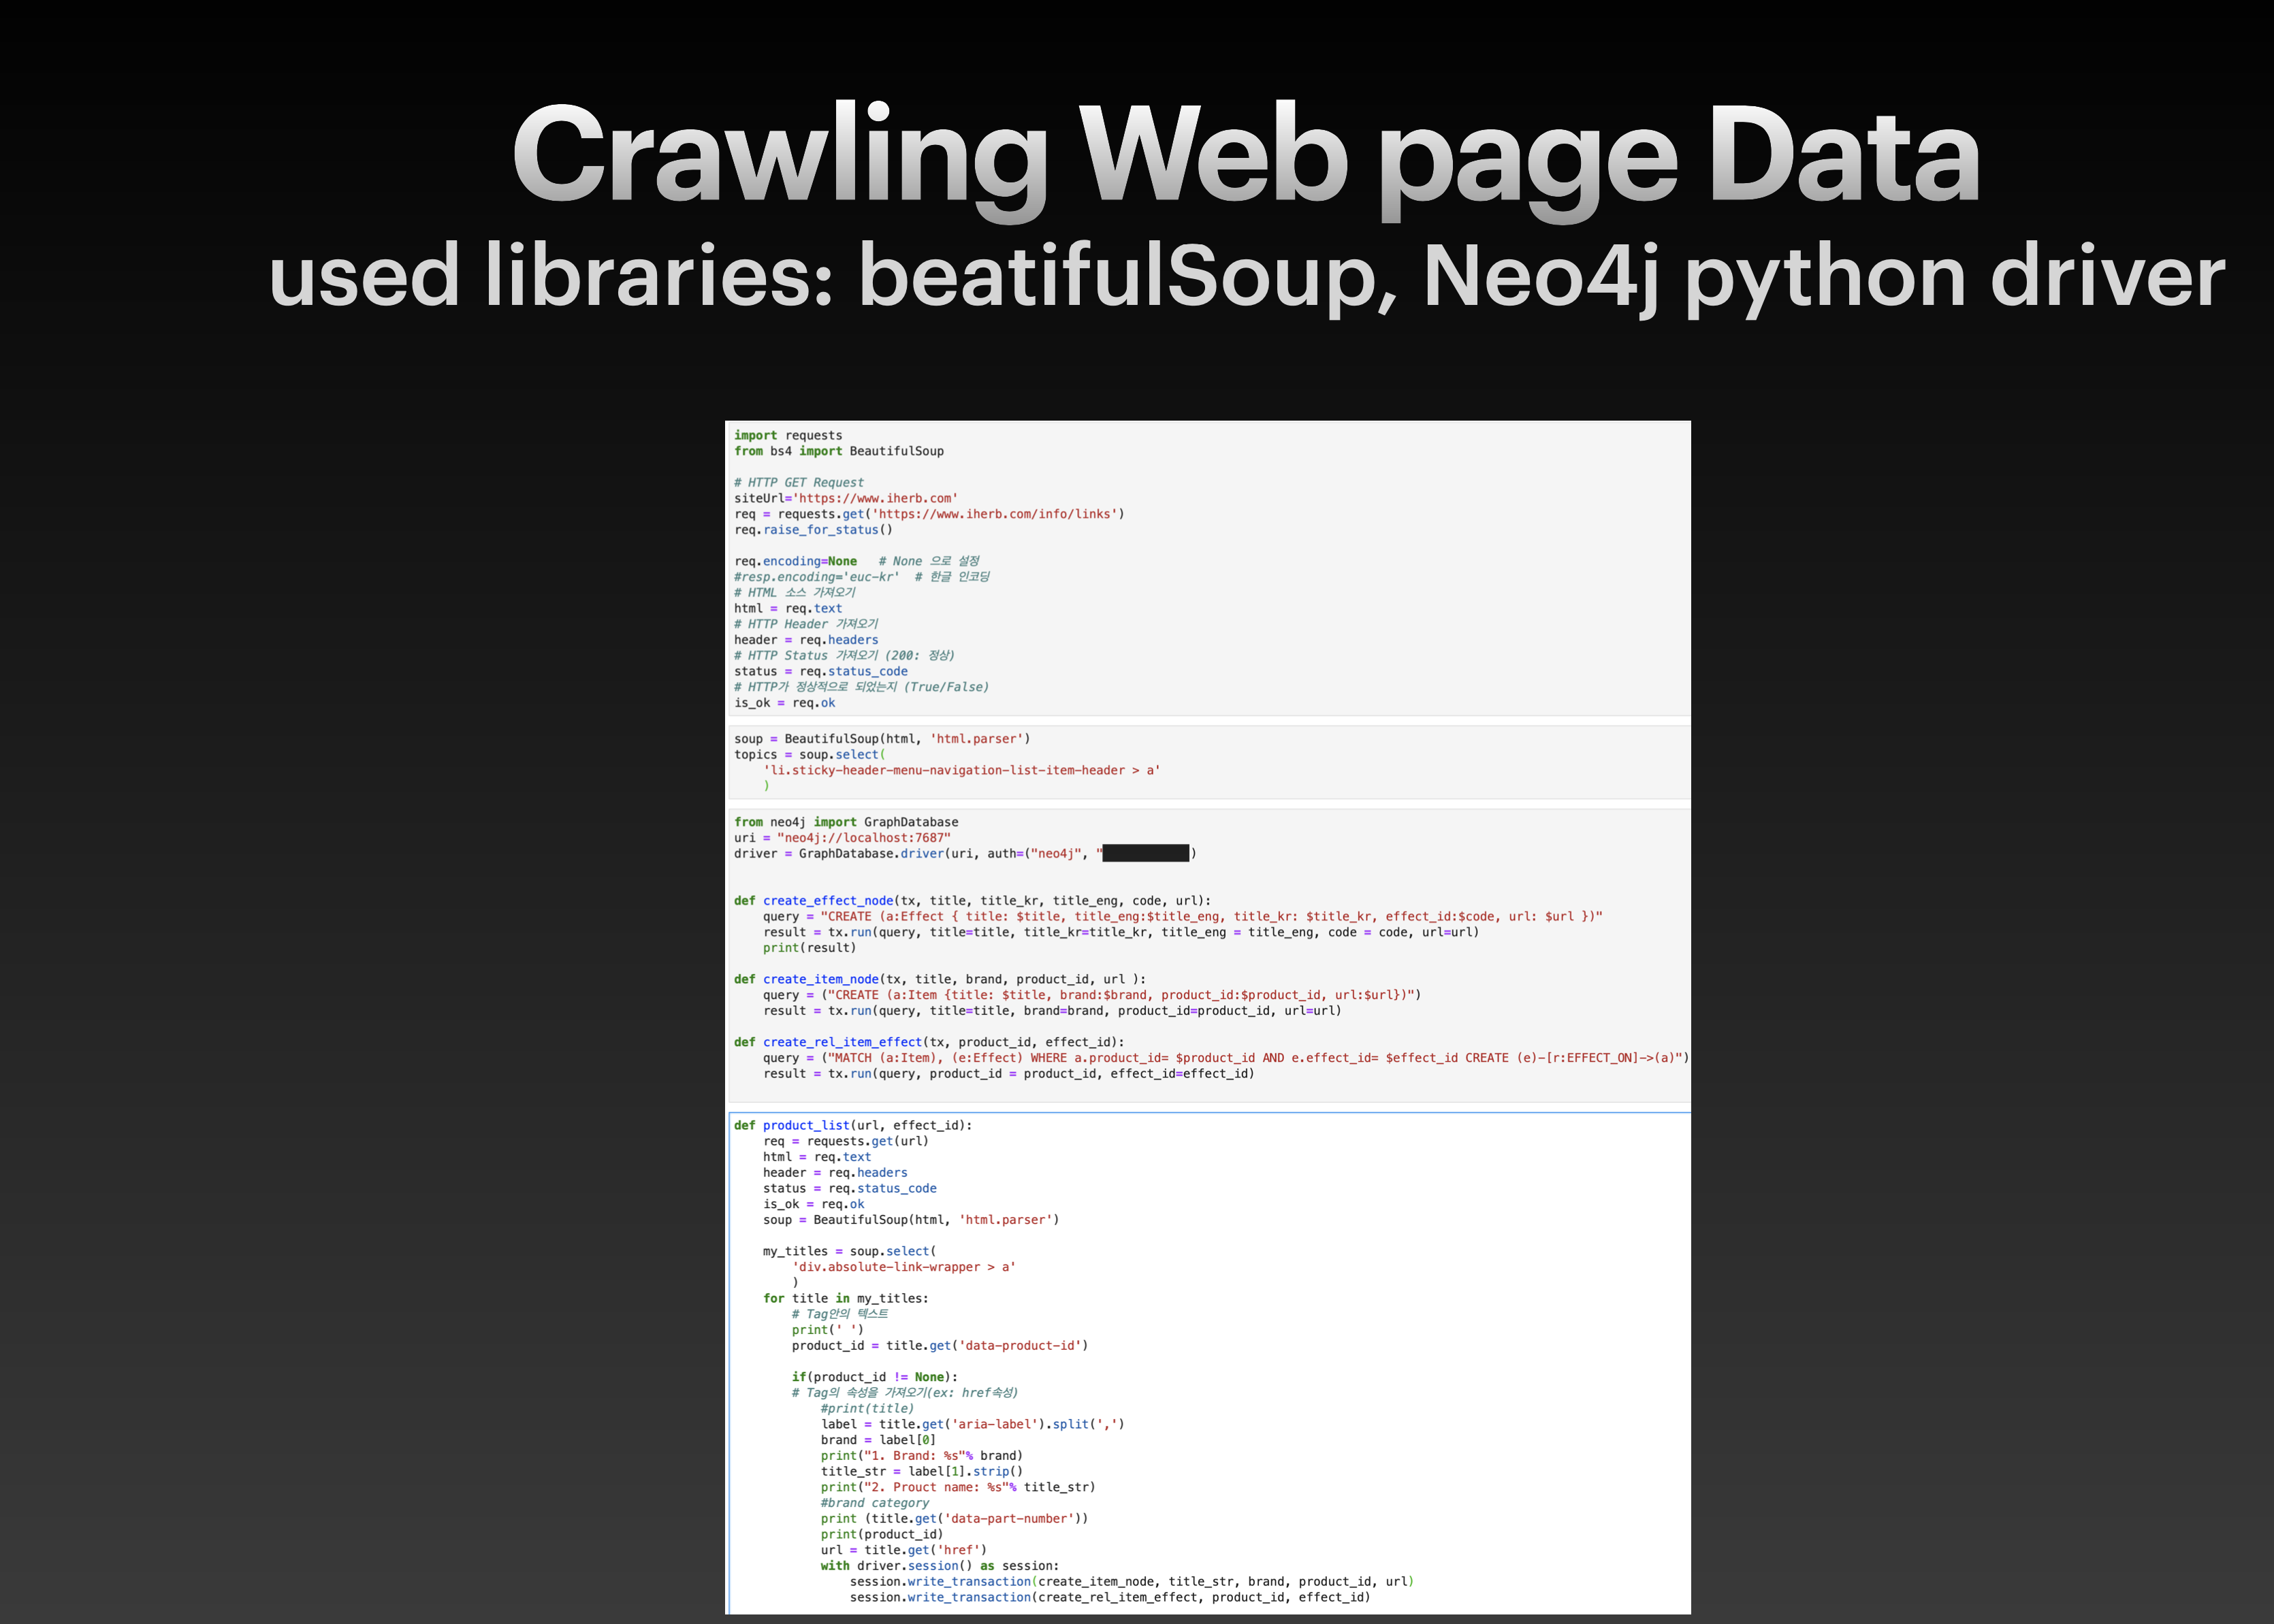 Crawling Web page Data
used libraries: beatifulSoup, Neo4j python driver
import requests
from bs4 import BeautifulSoup
# HTTP GET Request
siteUrl='https://www.iherb.com'
req = requests.get('https://www.iherb.com/info/links')
req.raise_for_status()
req.encoding=None   # None 으로 설정
#resp.encoding='euc-kr'  # 한글 인코딩
# HTML 소스 가져오기
html = req.text
# HTTP Header 가져오기
header = req.headers
# HTTP Status 가져오기 (200: 정상)
status = req.status_code
# HTTP가 정상적으로 되었는지 (True/False)
is_ok = req.ok
soup = BeautifulSoup(html, 'html.parser')
topics = soup.select(
    'li.sticky-header-menu-navigation-list-item-header > a'
    )
from neo4j import GraphDatabase
uri = "neo4j://localhost:7687"
driver = GraphDatabase.driver(uri, auth=("neo4j", " )
def create_effect_node(tx, title, title_kr, title_eng, code, url):
    query = "CREATE (a:Effect { title: $title, title_eng:$title_eng, title_kr: $title_kr, effect_id:$code, url: $url })"
    result = tx.run(query, title=title, title_kr=title_kr, title_eng = title_eng, code = code, url=url)
    print(result)
def create_item_node(tx, title, brand, product_id, url ):
    query = ("CREATE (a:Item {title: $title, brand:$brand, product_id:$product_id, url:$url})")
    result = tx.run(query, title=title, brand=brand, product_id=product_id, url=url)
def create_rel_item_effect(tx, product_id, effect_id):
    query = ("MATCH (a:Item), (e:Effect) WHERE a.product_id= $product_id AND e.effect_id= $effect_id CREATE (e)-[r:EFFECT_ON]->(a)")
    result = tx.run(query, product_id = product_id, effect_id=effect_id)
def product_list(url, effect_id):
    req = requests.get(url)
    html = req.text
    header = req.headers
    status = req.status_code
    is_ok = req.ok
    soup = BeautifulSoup(html, 'html.parser')
    my_titles = soup.select(
        'div.absolute-link-wrapper > a'
        )
    for title in my_titles:
        # Tag안의 텍스트
        print(' ')
        product_id = title.get('data-product-id')
        if(product_id != None):
        # Tag의 속성을 가져오기(ex: href속성)
            #print(title)
            label = title.get('aria-label').split(',')
            brand = label[0]
            print("1. Brand: %s"% brand)
            title_str = label[1].strip()
            print("2. Prouct name: %s"% title_str)
            #brand category
            print (title.get('data-part-number'))
            print(product_id)
            url = title.get('href')
            with driver.session() as session:
                session.write_transaction(create_item_node, title_str, brand, product_id, url)
                session.write_transaction(create_rel_item_effect, product_id, effect_id)